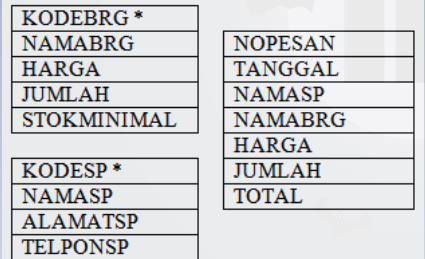 KODEBRG *
NAMABRG
HARGA
JUMLAH
STOKMINIMAL
KODESP *
NAMASP
ALAMATSP
TELPONSP
NOPESAN
TANGGAL
NAMASP
NAMABRG
HARGA
JUMLAH
TOTAL